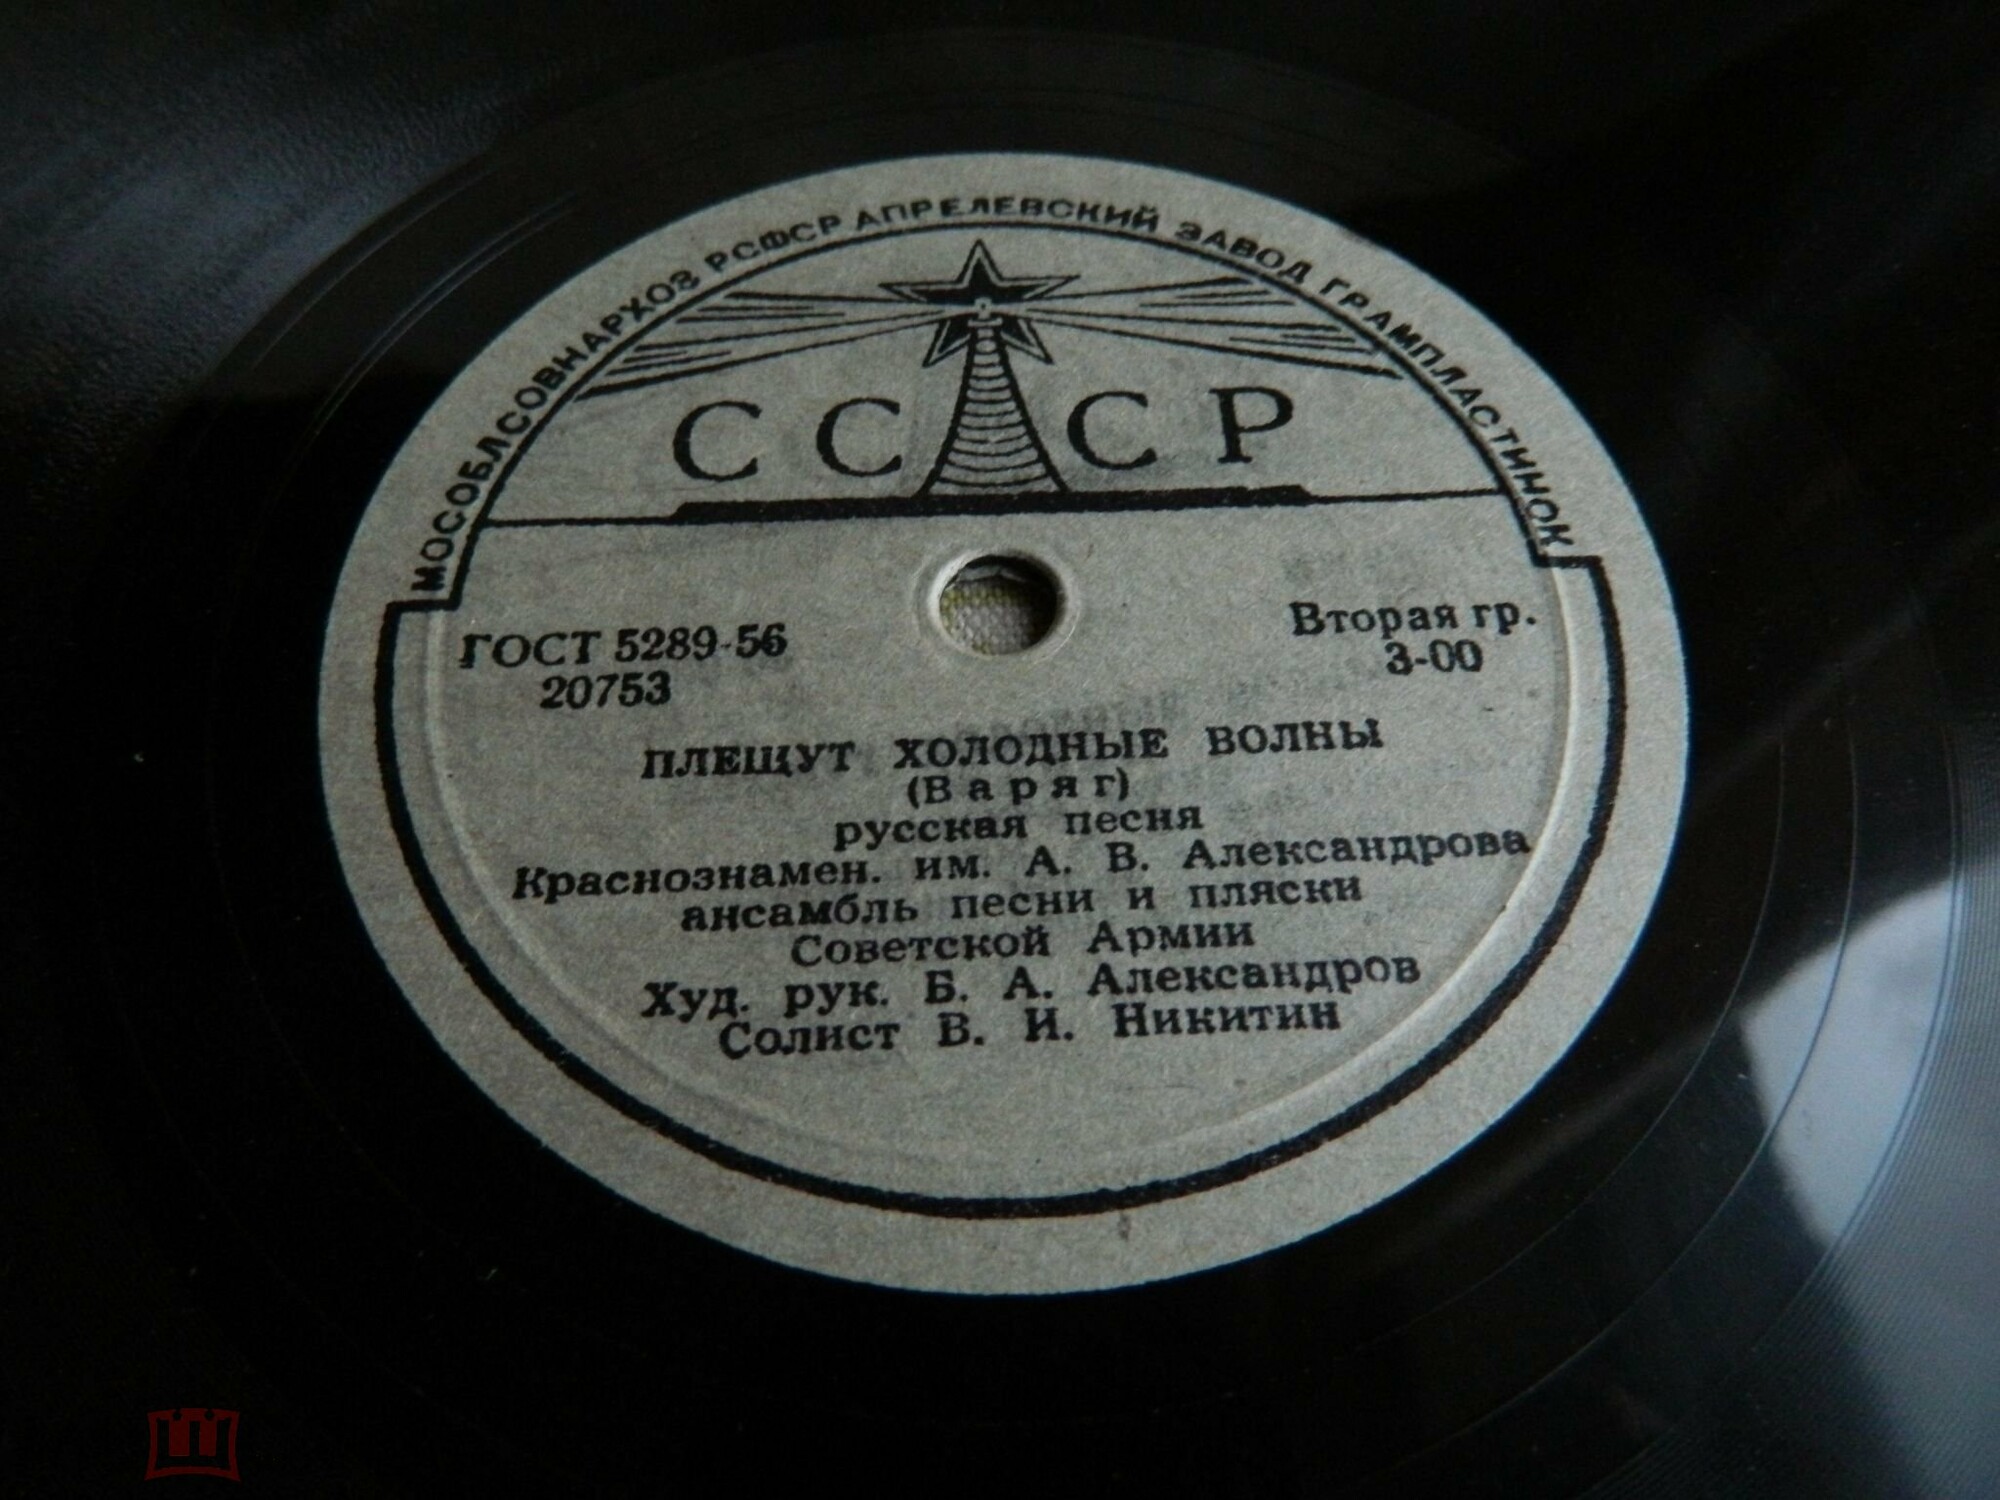 МОСОБЛСОВНАРХОЗ РСФСР АПРЕЛЕВСКИЙ ЗАВОД ГРАМПЛАСТИНОК
СССР
ГОСТ 5289-56
20753
Вторая гр.
3-00
ПЛЕЩУТ ХОЛОДНЫЕ ВОЛНЫ
(Варяг)
русская песня
Краснознамен. им. А. В. Александрова
ансамбль песни и пляски
Советской Армии
Худ. рук. Б. А. Александров
Солист В. И. Никитин